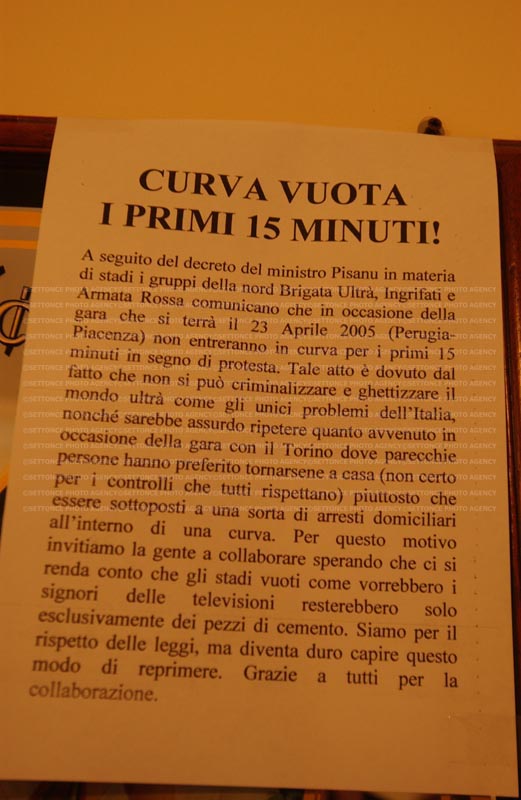 CURVA VUOTA
I PRIMI 15 MINUTI!
A seguito del decreto del ministro Pisanu in materia
di stadi i gruppi della nord Brigata Ultrà, Ingrifati e
Armata Rossa comunicano che in occasione della
gara che si terrà il 23 Aprile 2005 (Perugia-
Piacenza) non entreranno in curva per i primi 15
minuti in segno di protesta. Tale atto è dovuto dal
fatto che non si può criminalizzare e ghettizzare il
mondo ultrà come gli unici problemi dell'Italia,
nonché sarebbe assurdo ripetere quanto avvenuto in
occasione della gara con il Torino dove parecchie
persone hanno preferito tornarsene a casa (non certo
per i controlli che tutti rispettano) piuttosto che
essere sottoposti a una sorta di arresti domiciliari
all'interno di una curva. Per questo motivo
invitiamo la gente a collaborare sperando che ci si
renda conto che gli stadi vuoti come vorrebbero i
signori delle televisioni resterebbero solo
esclusivamente dei pezzi di cemento. Siamo per il
rispetto delle leggi, ma diventa duro capire questo
modo di reprimere. Grazie a tutti per la
collaborazione.
©SETTONCE PHOTO AGENCY